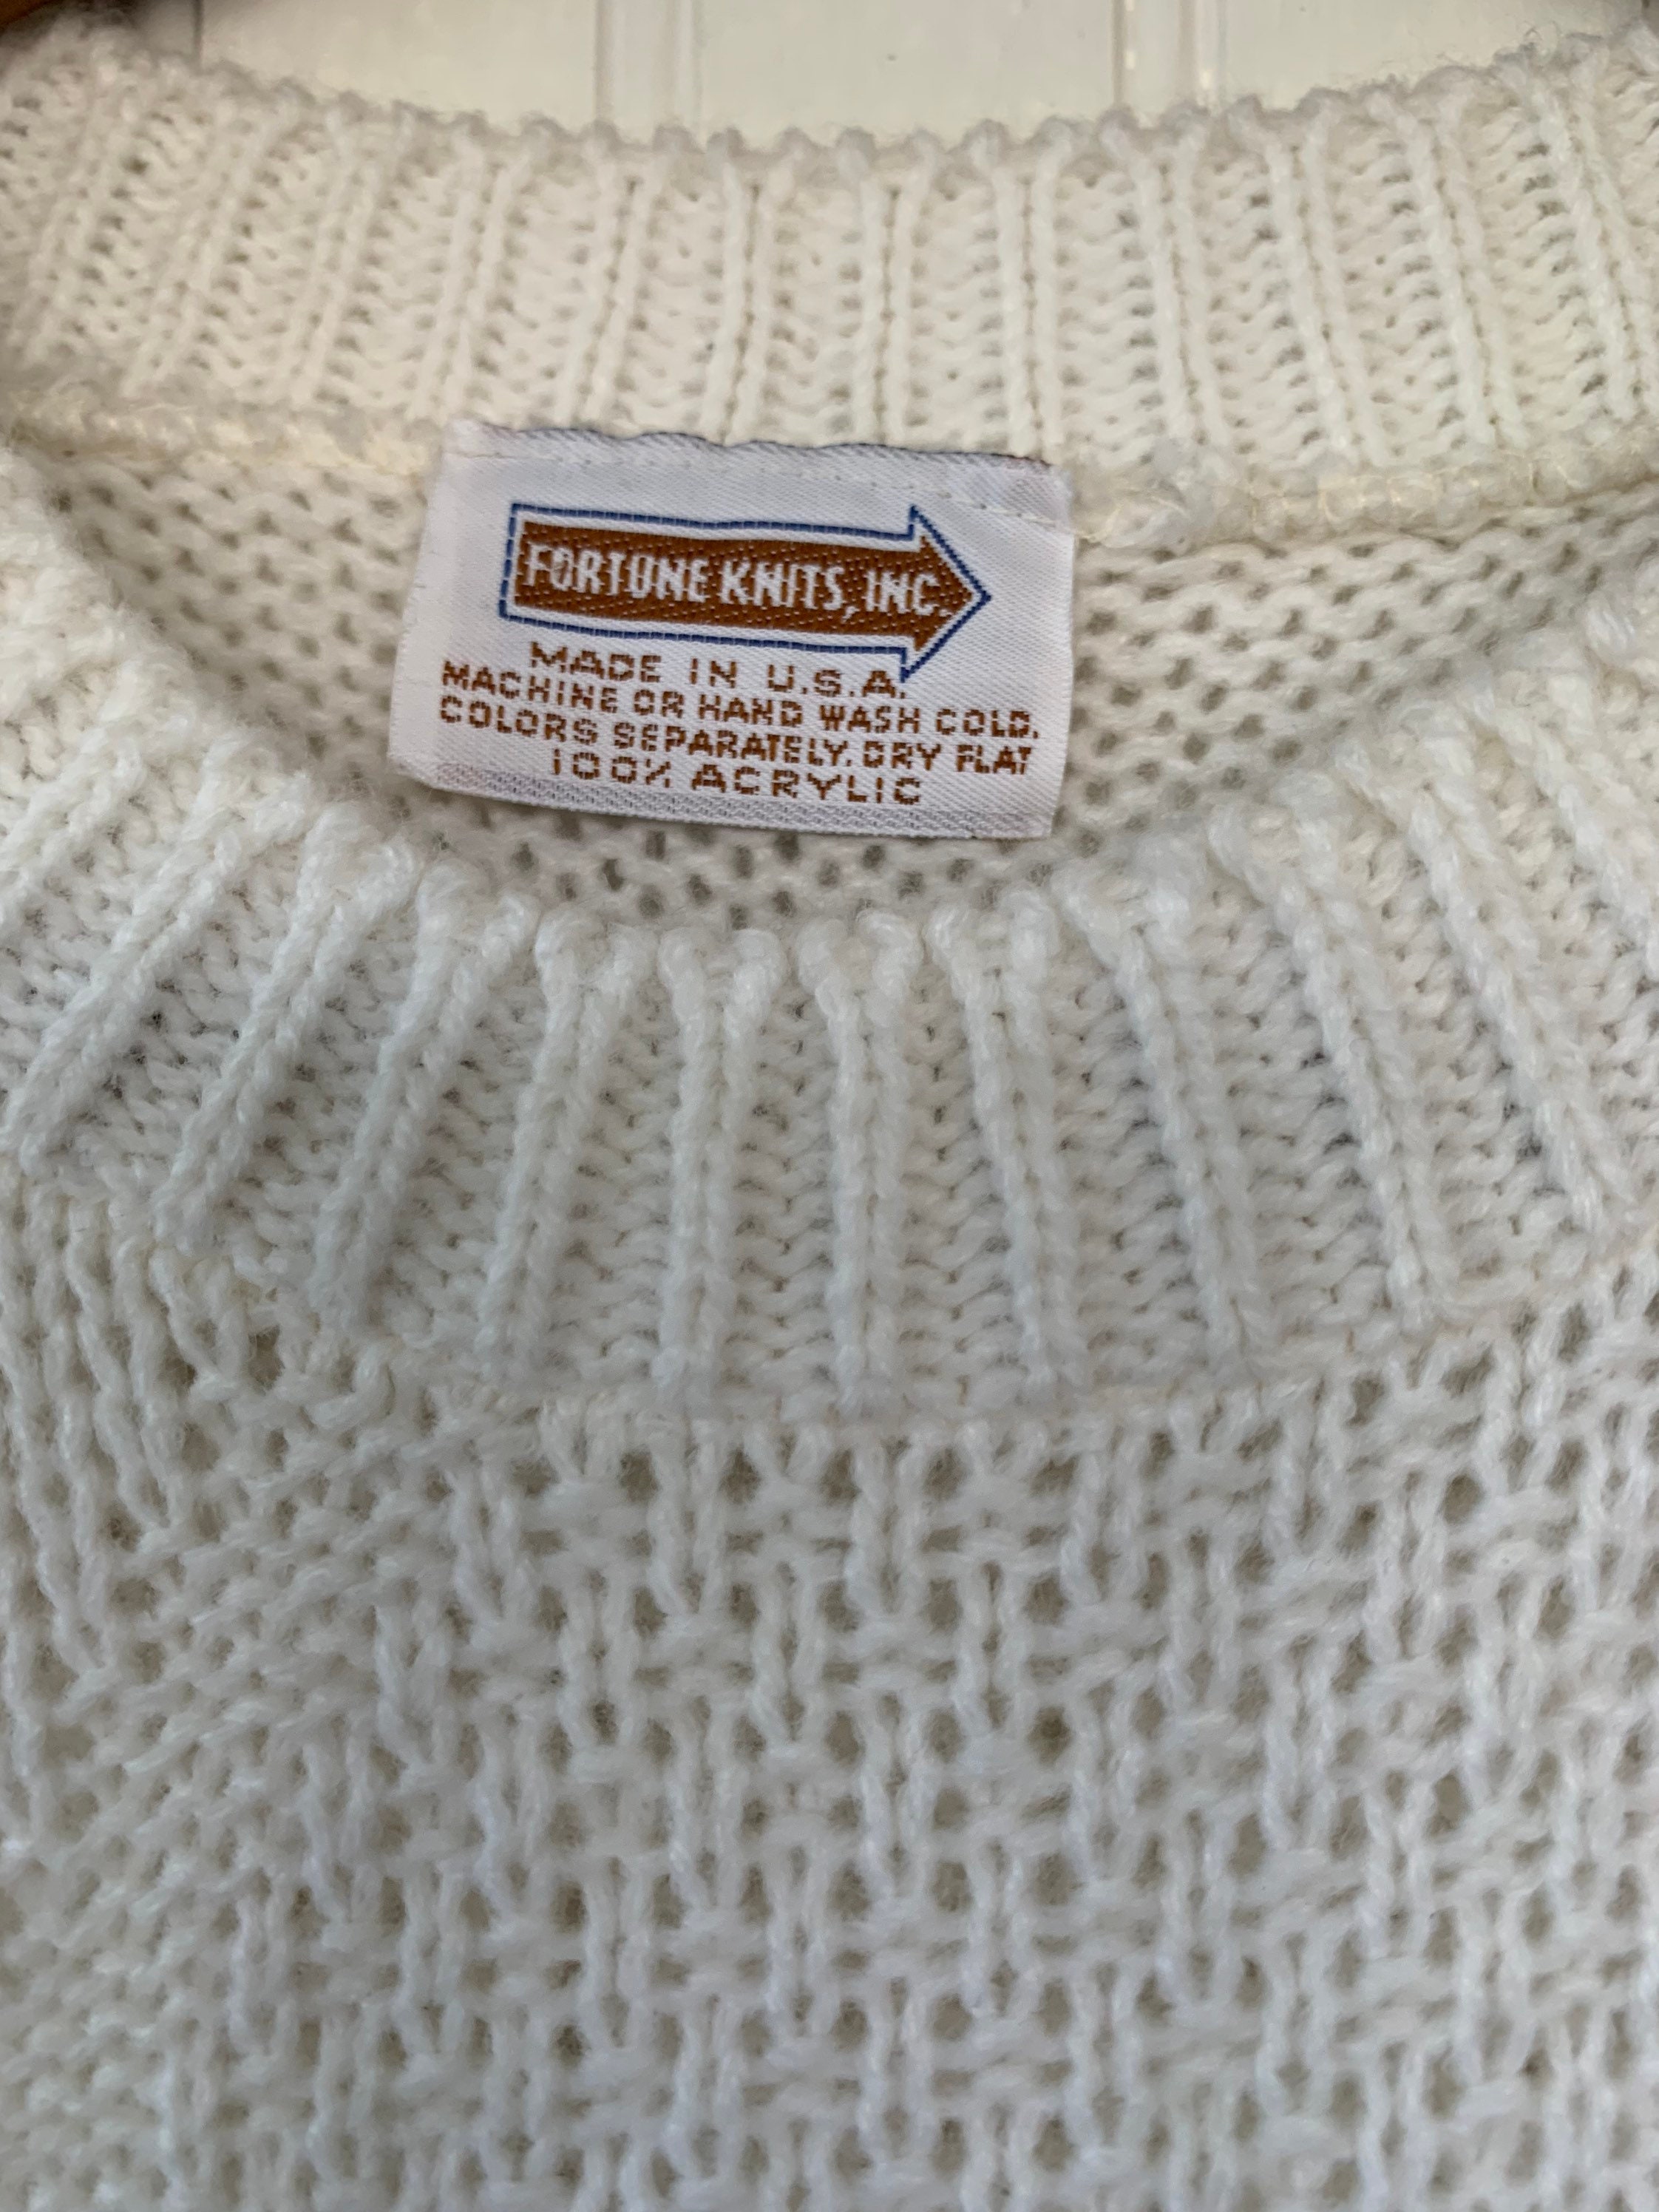 FORTUNE KNITS, INC.
MADE IN U.S.A.
MACHINE OR HAND WASH COLD.
COLORS SEPARATELY. DRY FLAT
100% ACRYLIC